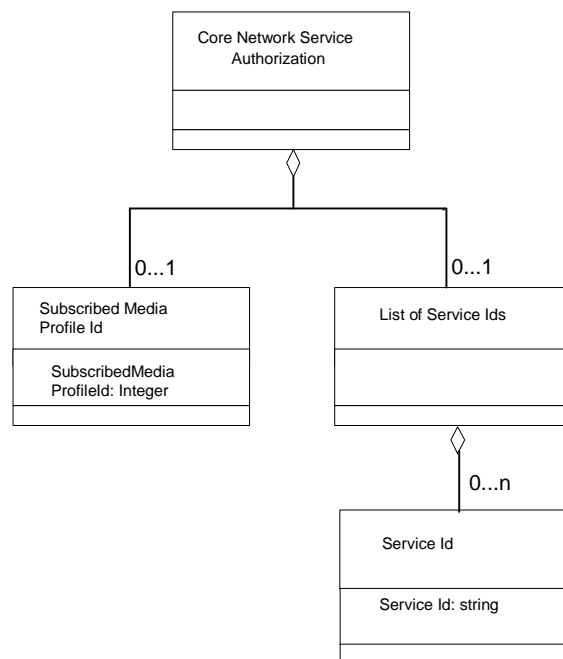 Core Network Service
Authorization
0...1
0...1
Subscribed Media
Profile Id
SubscribedMedia
ProfileId: Integer
List of Service Ids
0...n
Service Id
Service Id: string